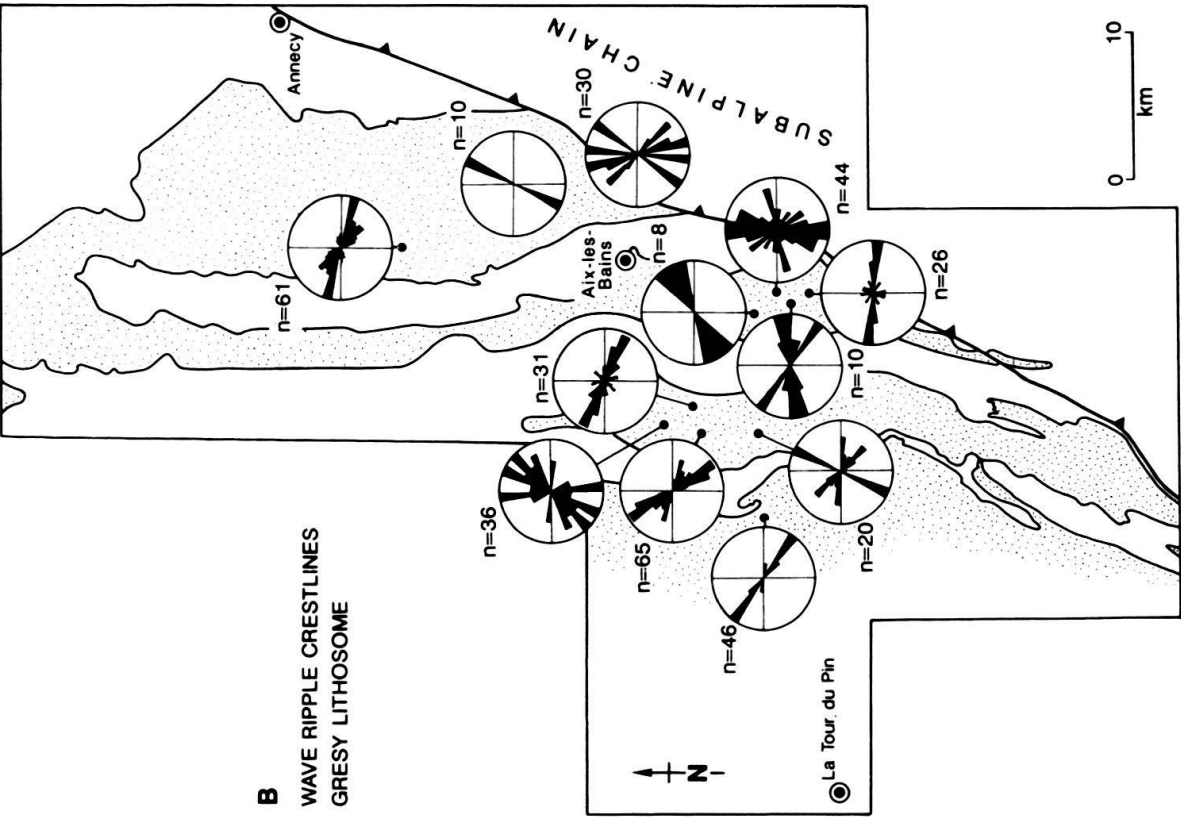 B
WAVE RIPPLE CRESTLINES
GRESY LITHOSOME
Annecy
SUBALPINE CHAIN
n=10
n=30
n=61
n=44
Aix-les-
Bains
n=8
n=26
n=31
n=10
n=36
n=65
n=20
n=46
N
La Tour du Pin
0
10
km